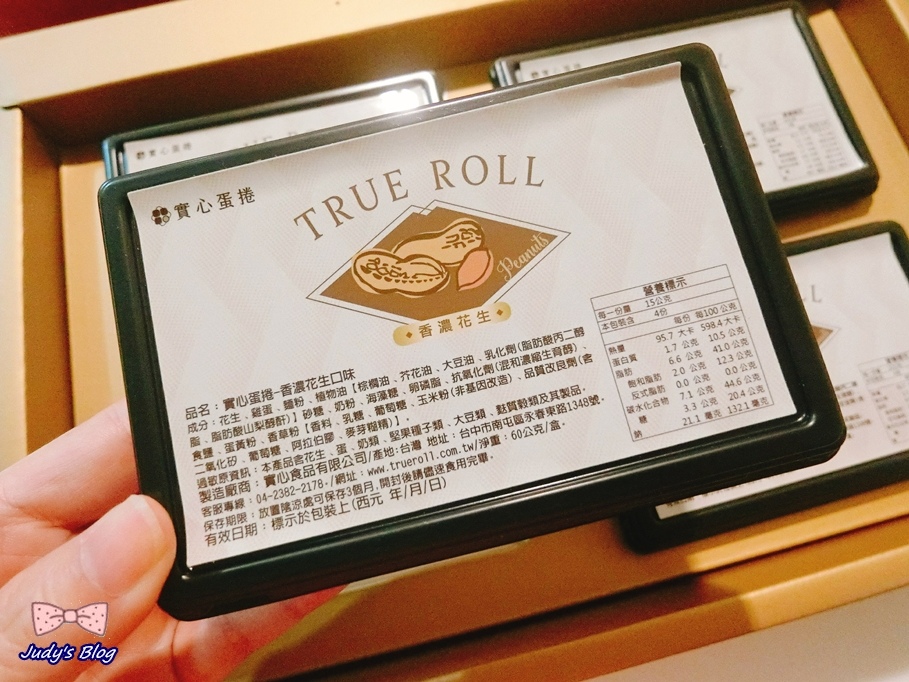 實心蛋捲
TRUE ROLL
Peanuts
香濃花生
品名：實心蛋捲-香濃花生口味
成分：花生、雞蛋、麵粉、植物油【棕櫚油、芥花油、大豆油、乳化劑(脂肪酸丙二醇
脂、脂肪酸山梨醇酐)】砂糖、奶粉、海藻糖、卵磷脂、抗氧化劑(混和濃縮生育醇)、
食鹽、蛋黃粉、香草粉【香料、乳糖、葡萄糖、玉米粉(非基因改造)、品質改良劑(含
二氧化矽、葡萄糖、阿拉伯膠、麥芽糊精)】。
過敏原資訊：本產品含花生、蛋、奶類、堅果種子類、大豆類、麩質穀類及其製品。
製造廠商：實心食品有限公司/產地:台灣 地址：台中市南屯區永春東路1348號。
客服專線：04-2382-2178·/網址：www.trueroll.com.tw/淨重：60公克/盒。
保存期限：放置陰涼處可保存3個月,開封後請儘速食用完畢。
有效日期：標示於包裝上(西元 年/月/日)
營養標示
每一份量 15公克
本包裝含 4份
每份 每100公克
熱量 95.7 大卡 598.4大卡
蛋白質 1.7 公克 10.5 公克
脂肪 6.6 公克 41.0 公克
飽和脂肪 2.0 公克 12.3 公克
反式脂肪 0.0 公克 0.0 公克
碳水化合物 7.1 公克 44.6 公克
糖 3.3 公克 20.4 公克
鈉 21.1 毫克 132.1 毫克
實心蛋捲
Judy's Blog